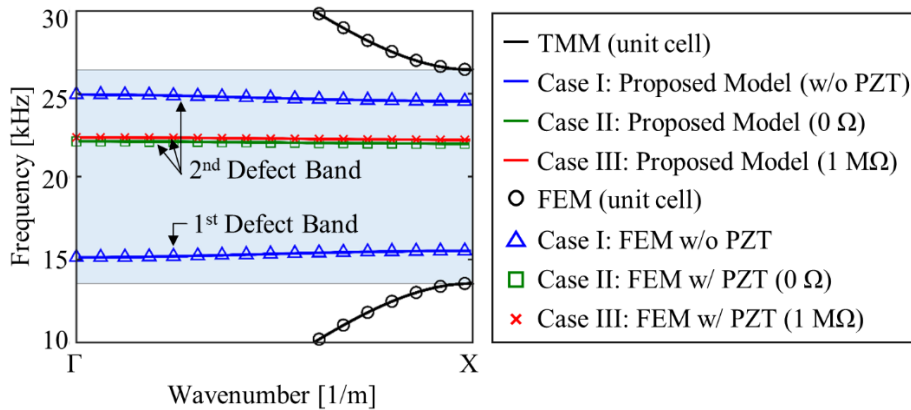 30
25
20
15
10
Frequency [kHz]
2nd Defect Band
1st Defect Band
Γ
X
Wavenumber [1/m]
TMM (unit cell)
Case I: Proposed Model (w/o PZT)
Case II: Proposed Model (0 Ω)
Case III: Proposed Model (1 MΩ)
FEM (unit cell)
Case I: FEM w/o PZT
Case II: FEM w/ PZT (0 Ω)
Case III: FEM w/ PZT (1 MΩ)